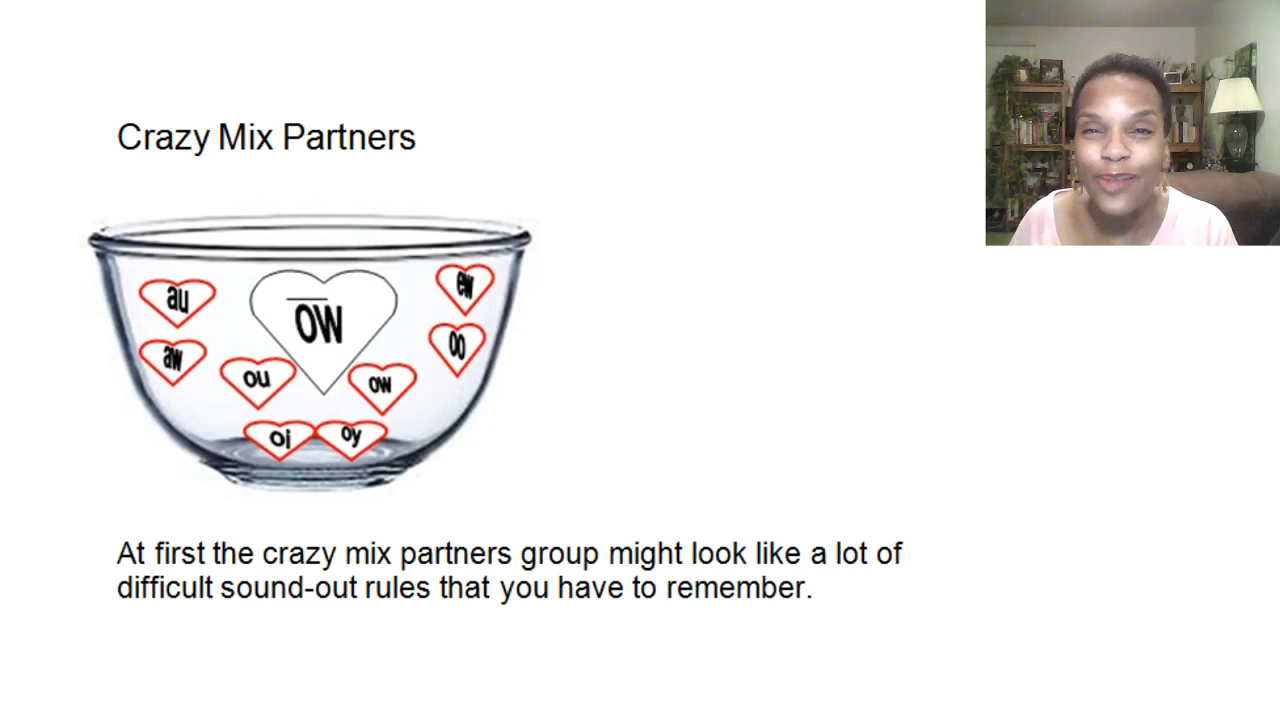 Crazy Mix Partners
au
OW
ew
aw
ou
ow
oo
oi
oy
At first the crazy mix partners group might look like a lot of
difficult sound-out rules that you have to remember.